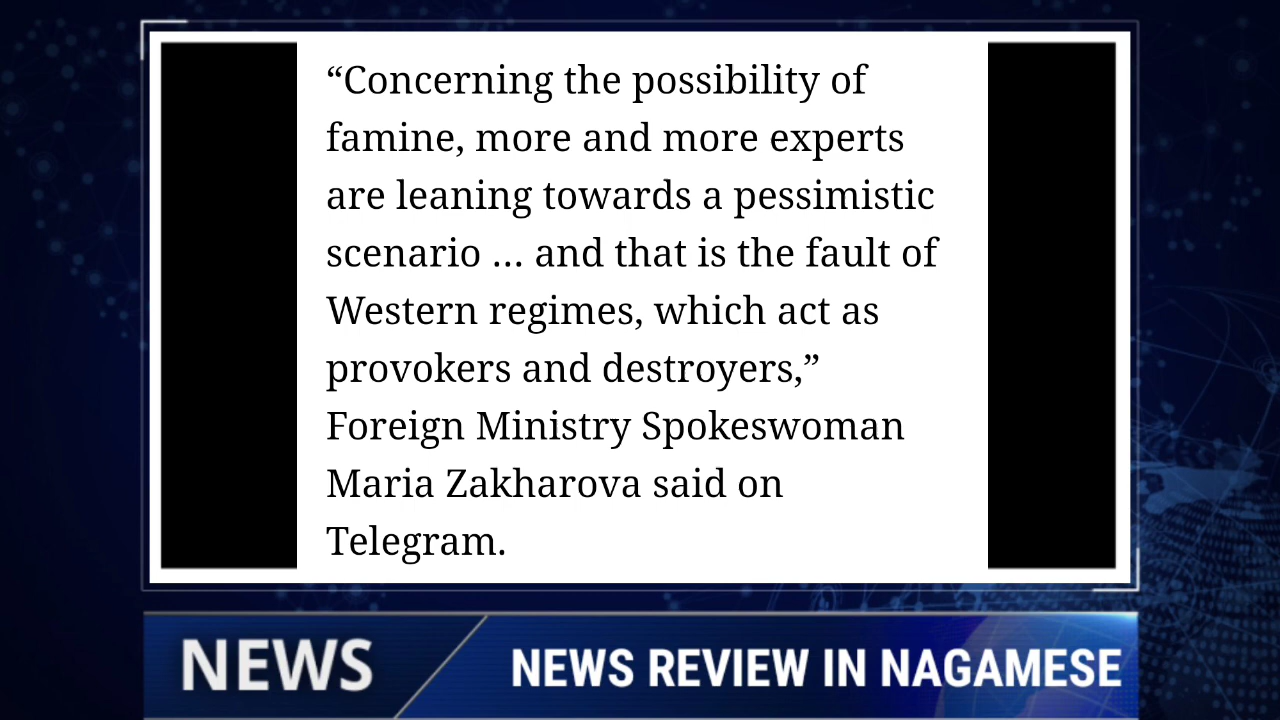 “Concerning the possibility of
famine, more and more experts
are leaning towards a pessimistic
scenario ... and that is the fault of
Western regimes, which act as
provokers and destroyers,”
Foreign Ministry Spokeswoman
Maria Zakharova said on
Telegram.
NEWS
NEWS REVIEW IN NAGAMESE